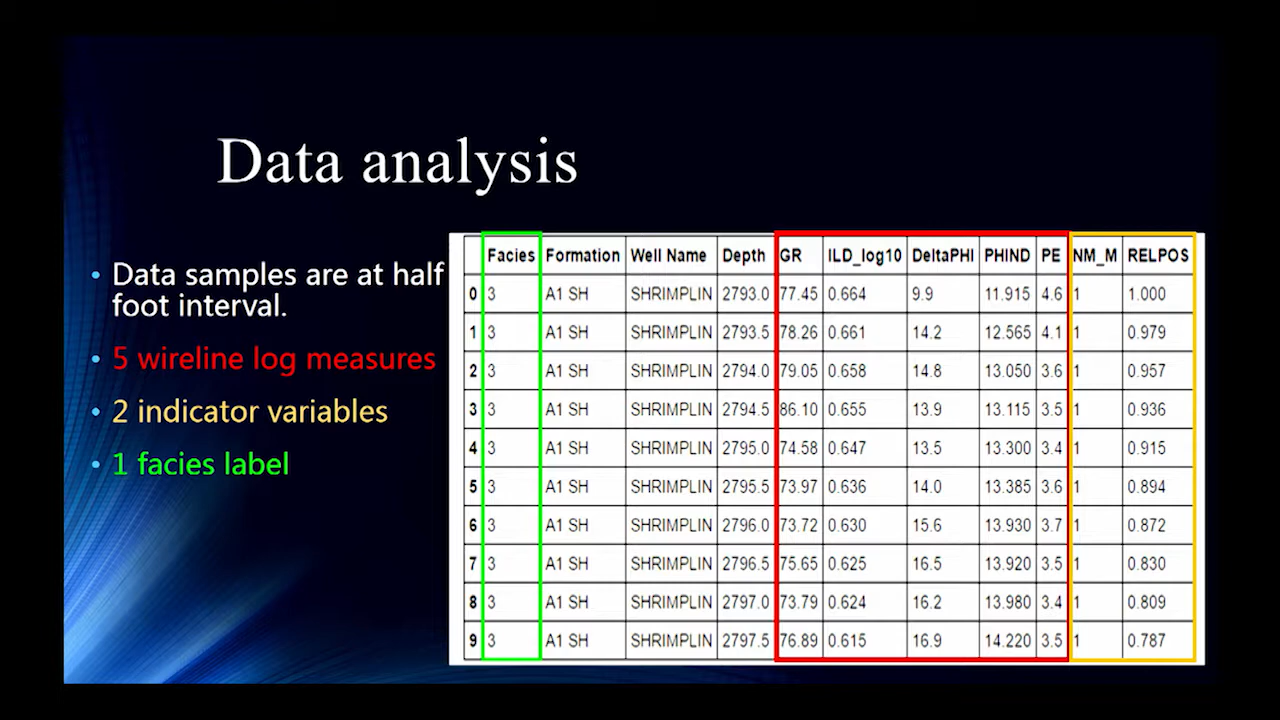 Data analysis
• Data samples are at half
foot interval.
• 5 wireline log measures
• 2 indicator variables
• 1 facies label
Facies Formation Well Name Depth GR ILD_log10 DeltaPHI PHIND PE NM_M RELPOS
0 3 A1 SH SHRIMPLIN 2793.0 77.45 0.664 9.9 11.915 4.6 1 1.000
1 3 A1 SH SHRIMPLIN 2793.5 78.26 0.661 14.2 12.565 4.1 1 0.979
2 3 A1 SH SHRIMPLIN 2794.0 79.05 0.658 14.8 13.050 3.6 1 0.957
3 3 A1 SH SHRIMPLIN 2794.5 86.10 0.655 13.9 13.115 3.5 1 0.936
4 3 A1 SH SHRIMPLIN 2795.0 74.58 0.647 13.5 13.300 3.4 1 0.915
5 3 A1 SH SHRIMPLIN 2795.5 73.97 0.636 14.0 13.385 3.6 1 0.894
6 3 A1 SH SHRIMPLIN 2796.0 73.72 0.630 15.6 13.930 3.7 1 0.872
7 3 A1 SH SHRIMPLIN 2796.5 75.65 0.625 16.5 13.920 3.5 1 0.830
8 3 A1 SH SHRIMPLIN 2797.0 73.79 0.624 16.2 13.980 3.4 1 0.809
9 3 A1 SH SHRIMPLIN 2797.5 76.89 0.615 16.9 14.220 3.5 1 0.787